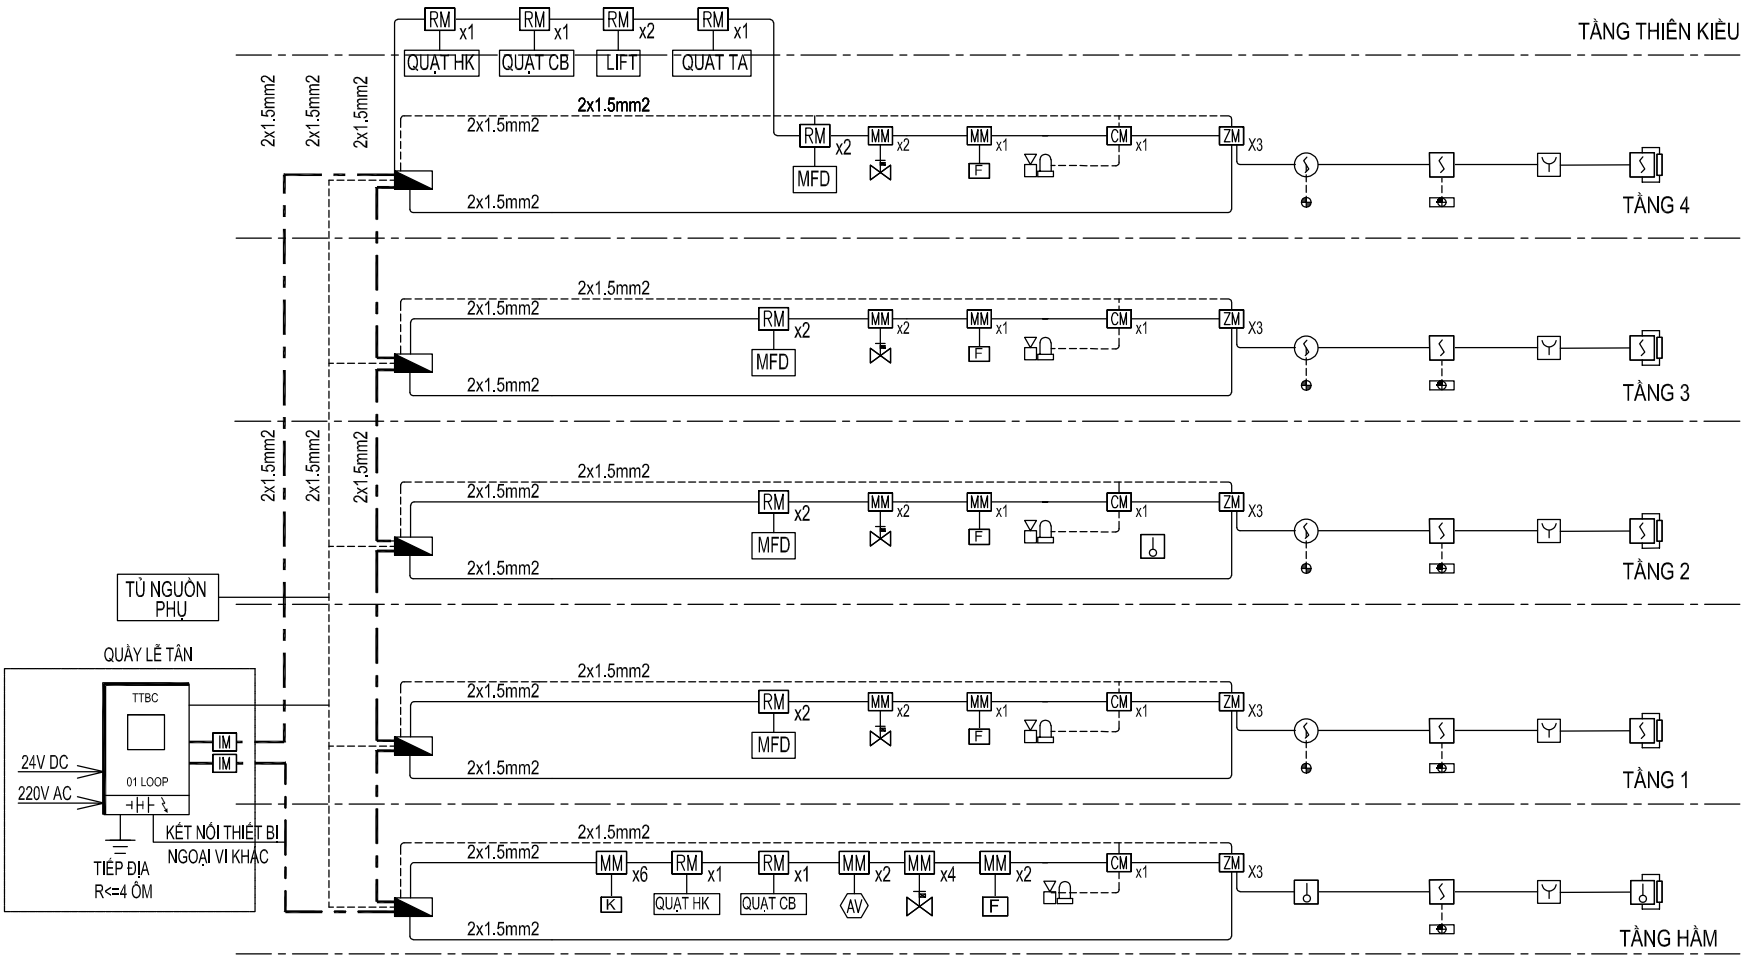 RM x1 RM x1 RM x2 RM x1
TẦNG THIÊN KIỀU
QUẠT HK QUẠT CB LIFT QUẠT TA
2x1.5mm2 2x1.5mm2 2x1.5mm2
2x1.5mm2
2x1.5mm2
RM x2 MM x2 MM x1 CM x1 ZM X3
MFD F
2x1.5mm2
TẦNG 4
2x1.5mm2
2x1.5mm2
RM x2 MM x2 MM x1 CM x1 ZM X3
MFD F
2x1.5mm2
TẦNG 3
2x1.5mm2 2x1.5mm2 2x1.5mm2
2x1.5mm2
2x1.5mm2
RM x2 MM x2 MM x1 CM x1 ZM X3
MFD F
2x1.5mm2
TẦNG 2
TỦ NGUỒN
PHỤ
QUẦY LỄ TÂN
TTBC
IM
IM
24V DC
01 LOOP
220V AC
KẾT NỐI THIẾT BỊ
NGOẠI VI KHÁC
TIẾP ĐỊA
R<=4 ÔM
2x1.5mm2
2x1.5mm2
RM x2 MM x2 MM x1 CM x1 ZM X3
MFD F
2x1.5mm2
TẦNG 1
2x1.5mm2
2x1.5mm2
MM x6 RM x1 RM x1 MM x2 MM x4 MM x2 CM x1 ZM X3
K QUẠT HK QUẠT CB AV F
2x1.5mm2
TẦNG HẦM